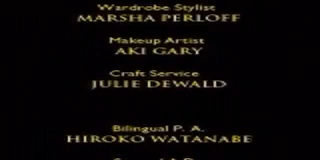 Wardrobe Stylist
MARSHA PERLOFF
Makeup Artist
AKI GARY
Craft Service
JULIE DEWALD
Bilingual P. A.
HIROKO WATANABE